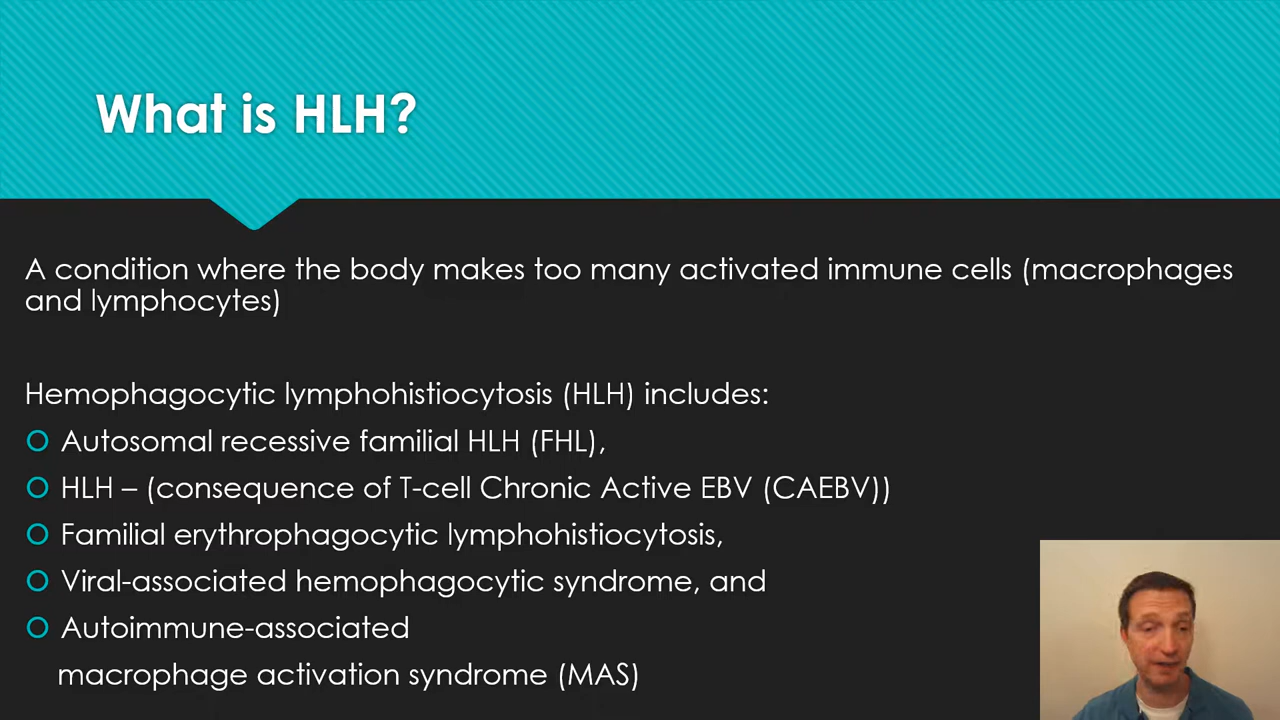 What is HLH?
A condition where the body makes too many activated immune cells (macrophages
and lymphocytes)
Hemophagocytic lymphohistiocytosis (HLH) includes:
Autosomal recessive familial HLH (FHL),
HLH – (consequence of T-cell Chronic Active EBV (CAEBV))
Familial erythrophagocytic lymphohistiocytosis,
Viral-associated hemophagocytic syndrome, and
Autoimmune-associated
macrophage activation syndrome (MAS)